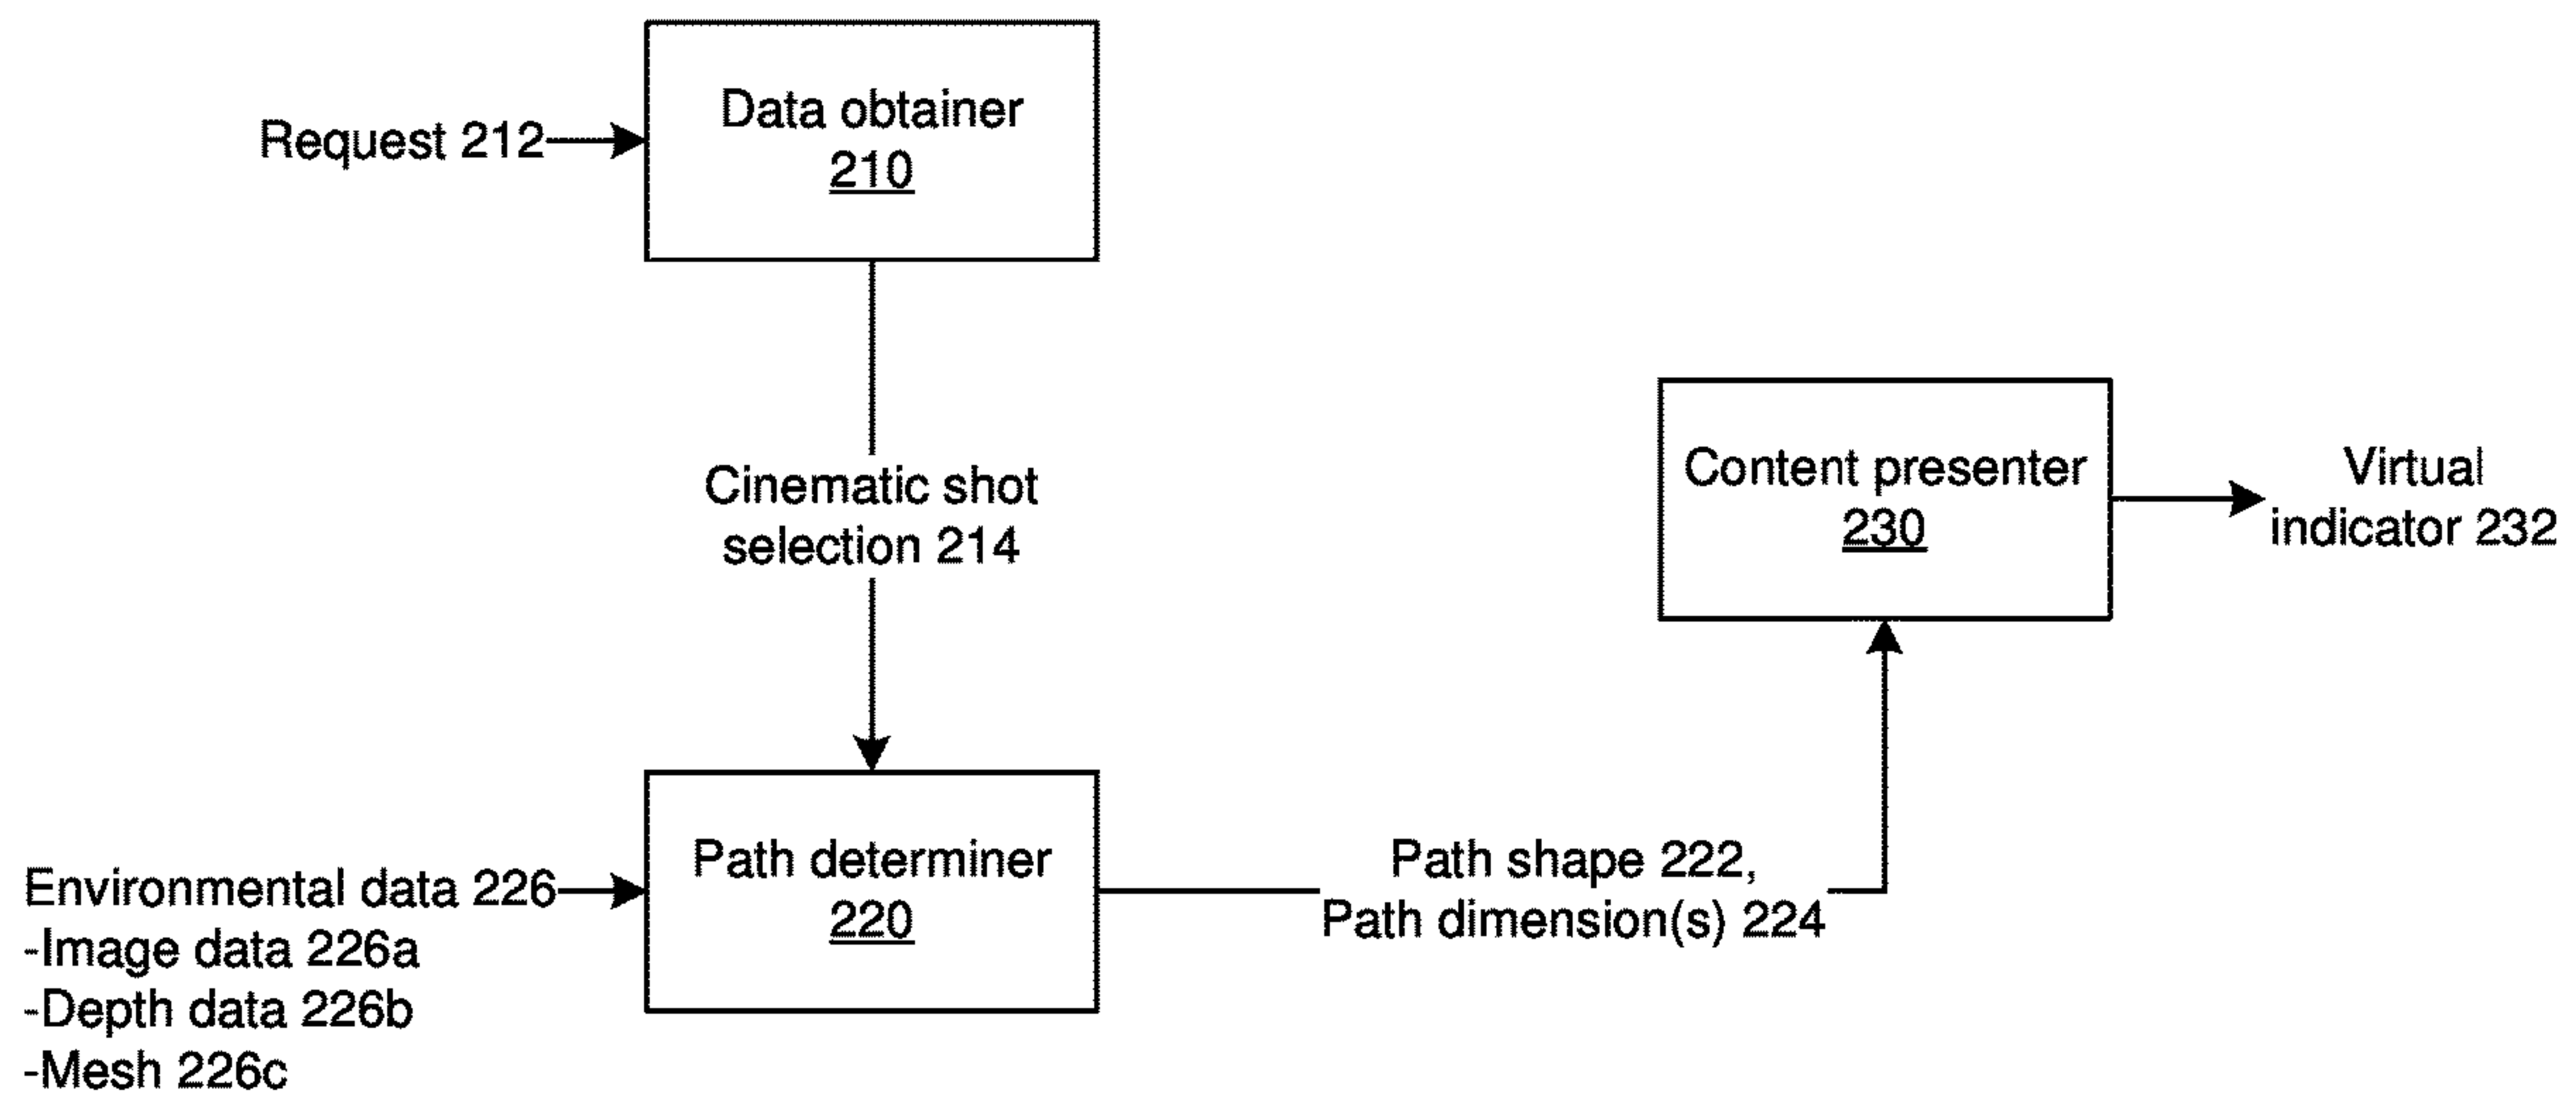 Data obtainer
210
Request 212
Cinematic shot
selection 214
Content presenter
230
Virtual
indicator 232
Path determiner
220
Environmental data 226
-Image data 226a
-Depth data 226b
-Mesh 226c
Path shape 222,
Path dimension(s) 224